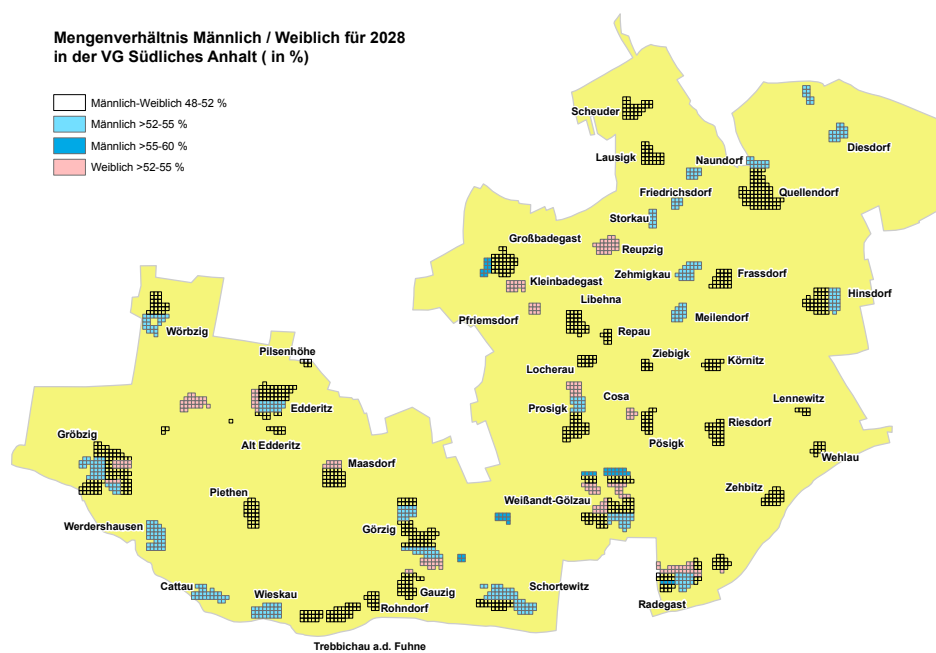 Mengenverhältnis Männlich / Weiblich für 2028
in der VG Südliches Anhalt ( in %)
Männlich-Weiblich 48-52 %
Männlich >52-55 %
Männlich >55-60 %
Weiblich >52-55 %
Scheuder
Diesdorf
Lausigk
Naundorf
Friedrichsdorf
Quellendorf
Storkau
Großbadegast
Reupzig
Zehmigkau
Frassdorf
Kleinbadegast
Hinsdorf
Libehna
Pfriemsdorf
Meilendorf
Wörbzig
Repau
Pilsenhöhe
Ziebigk
Locherau
Körnitz
Edderitz
Cosa
Lennewitz
Prosigk
Gröbzig
Riesdorf
Alt Edderitz
Pösigk
Wehlau
Maasdorf
Zehbitz
Piethen
Weißandt-Gölzau
Werdershausen
Görzig
Cattau
Schortewitz
Wieskau
Gauzig
Radegast
Rohndorf
Trebbichau a.d. Fuhne